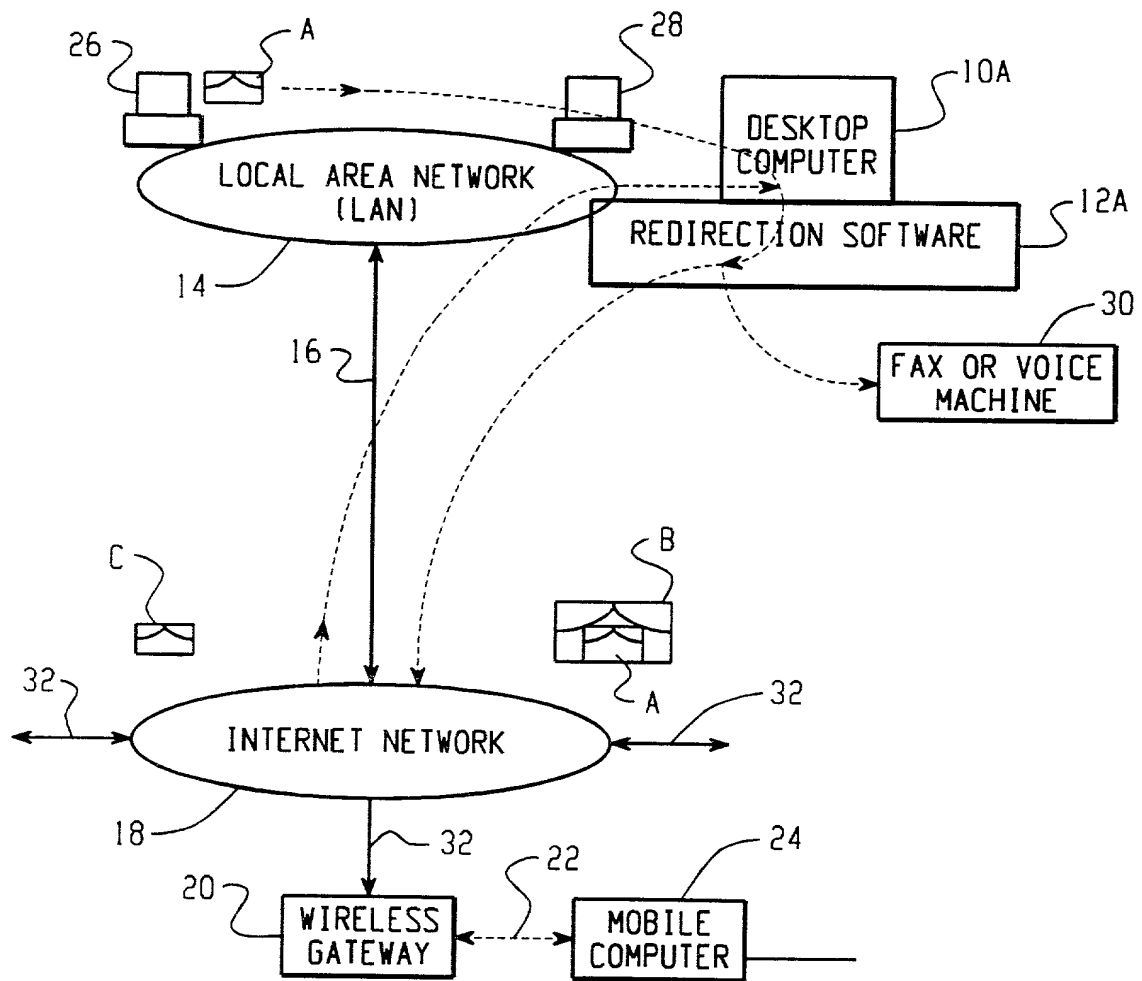 26
A
28
10A
DESKTOP
COMPUTER
LOCAL AREA NETWORK
(LAN)
12A
REDIRECTION SOFTWARE
14
30
16
FAX OR VOICE
MACHINE
C
B
A
32
32
INTERNET NETWORK
18
32
24
20
22
WIRELESS
GATEWAY
MOBILE
COMPUTER